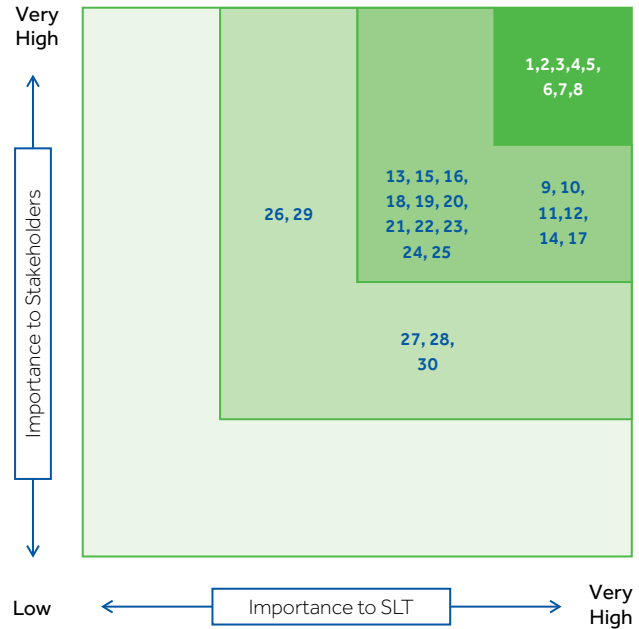 Very
High
Importance to Stakeholders
1,2,3,4,5,
6,7,8
13, 15, 16,
18, 19, 20,
21, 22, 23,
24, 25
9, 10,
11,12,
14, 17
26, 29
27, 28,
30
Low
Importance to SLT
Very
High